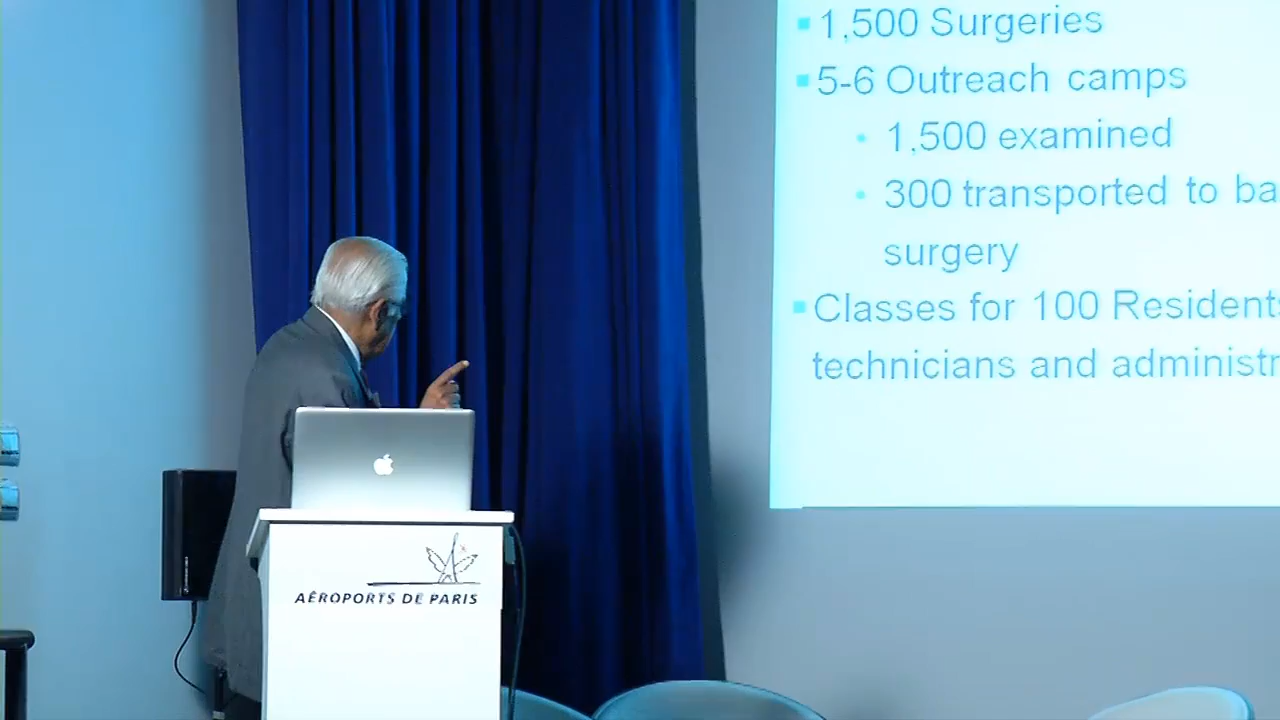 1,500 Surgeries
5-6 Outreach camps
1,500 examined
300 transported to ba
surgery
Classes for 100 Residents
technicians and administr
AÉROPORTS DE PARIS